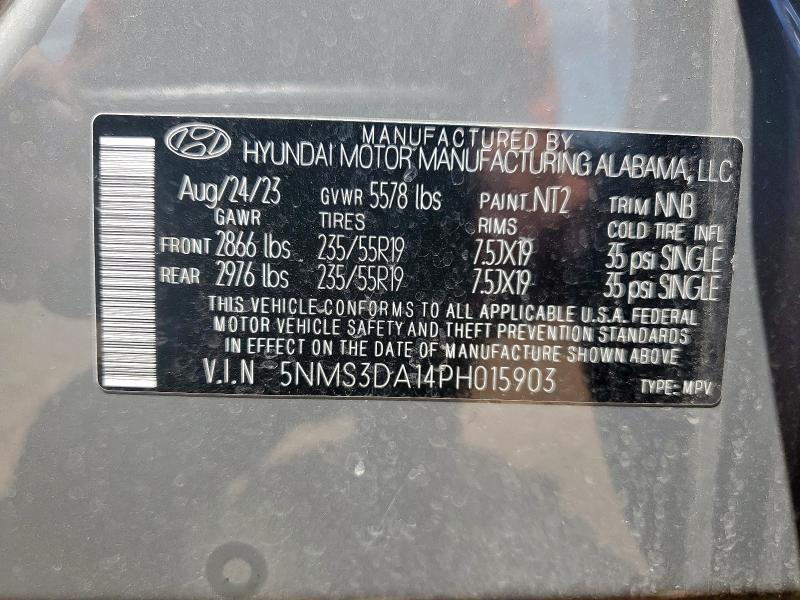 MANUFACTURED BY
HYUNDAI MOTOR MANUFACTURING ALABAMA, LLC
Aug/24/23 GVWR 5578 lbs PAINT.NT2 TRIM NNB
GAWR TIRES RIMS COLD TIRE INFL
FRONT 2866 lbs 235/55R19 7.5JX19 35 psi SINGLE
REAR 2976 lbs 235/55R19 7.5JX19 35 psi SINGLE
THIS VEHICLE CONFORMS TO ALL APPLICABLE U.S.A. FEDERAL
MOTOR VEHICLE SAFETY AND THEFT PREVENTION STANDARDS
IN EFFECT ON THE DATE OF MANUFACTURE SHOWN ABOVE
V.I.N 5NMS3DA14PH015903 TYPE: MPV